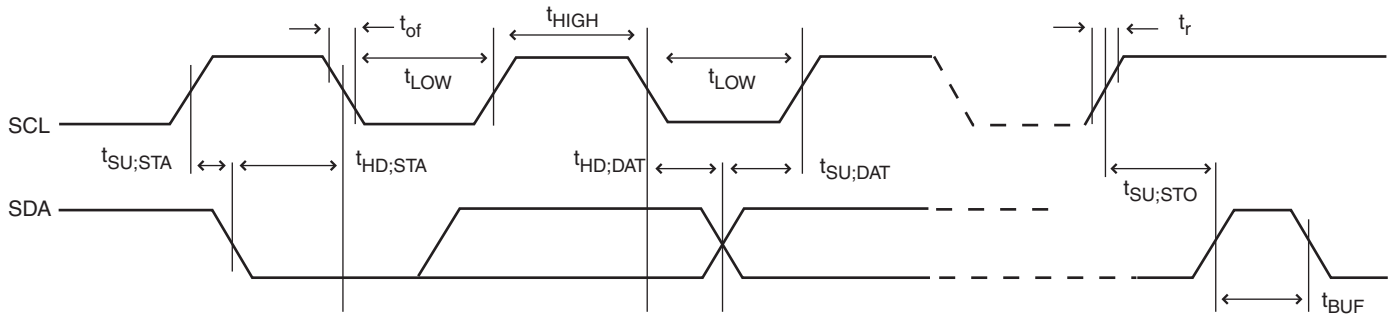 t_of
t_HIGH
t_r
t_LOW
t_LOW
SCL
t_SU;STA
t_HD;STA
t_HD;DAT
t_SU;DAT
t_SU;STO
SDA
t_BUF